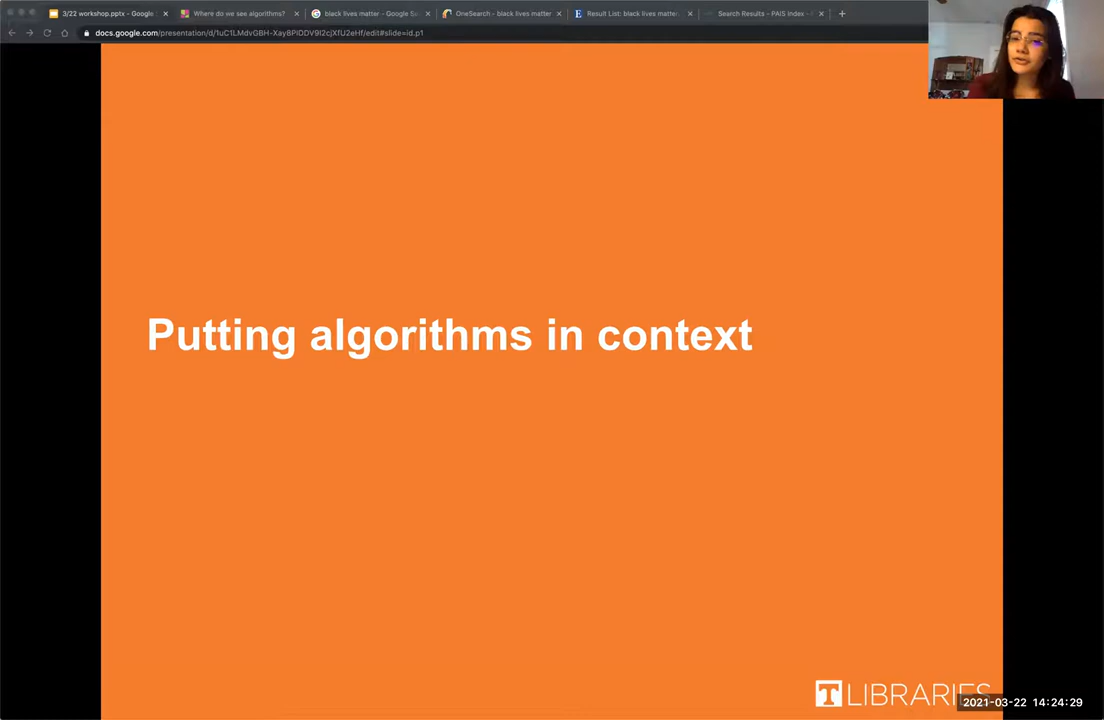 3/22 workshop.pptx - Google
Where do we see algorithms?
black lives matter - Google Se
OneSearch - black lives matter
Result List: black lives matter
Search Results - PAIS Index -
docs.google.com/presentation/d/1uC1LMdvGBH-Xay8PlODV9l2cjXfU2eHf/edit#slide=id.p1
Putting algorithms in context
T LIBRARIES
2021-03-22 14:24:29